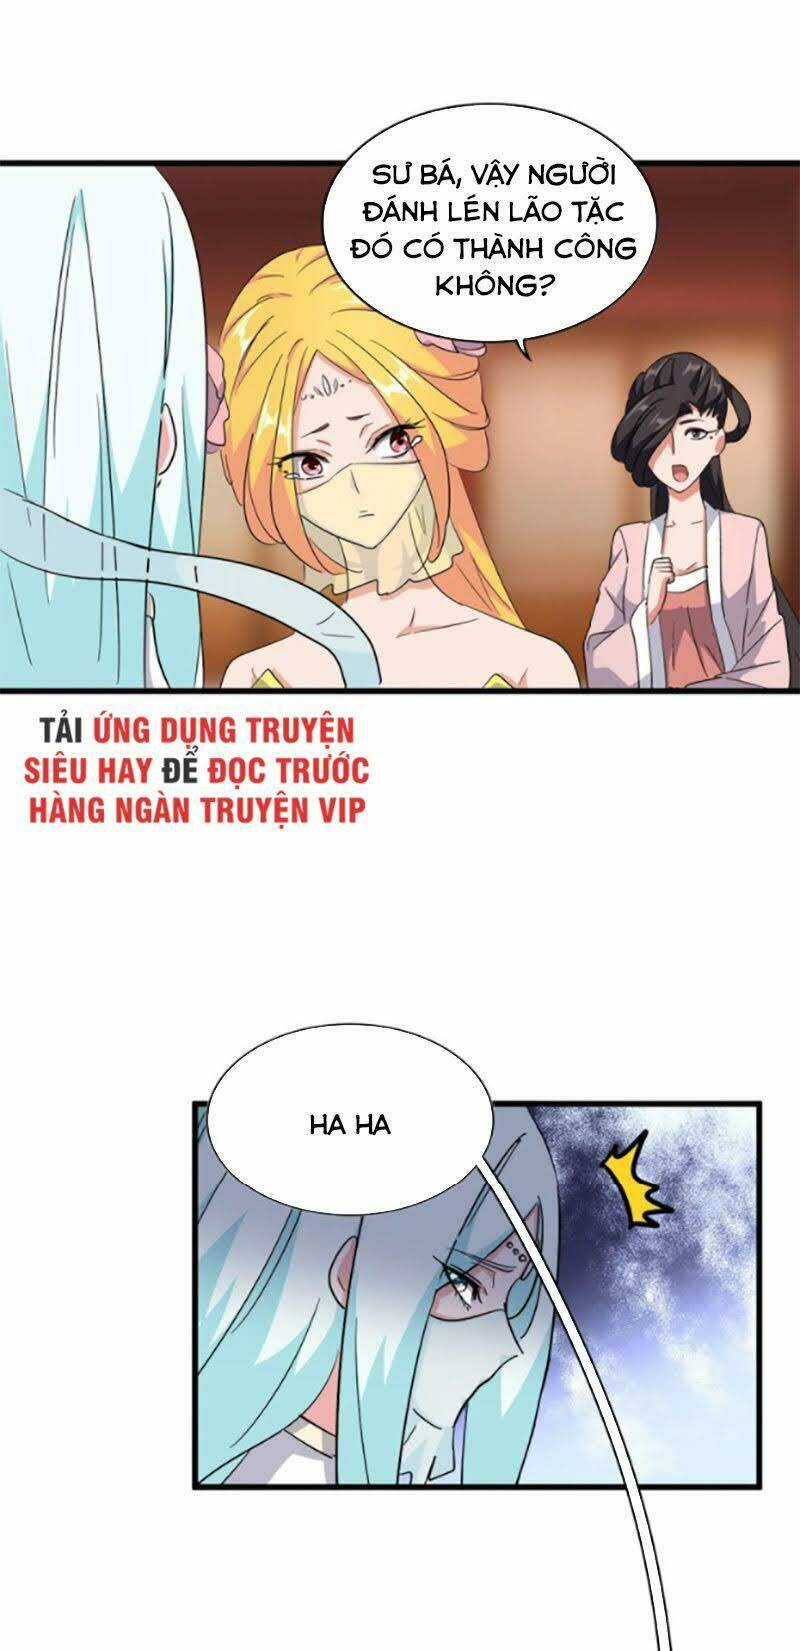 SƯ BÁ, VẬY NGƯỜI
ĐÁNH LÉN LÃO TẶC
ĐÓ CÓ THÀNH CÔNG
KHÔNG?
TẢI ỨNG DỤNG TRUYỆN
SIÊU HAY ĐỂ ĐỌC TRƯỚC
HÀNG NGÀN TRUYỆN VIP
HA HA